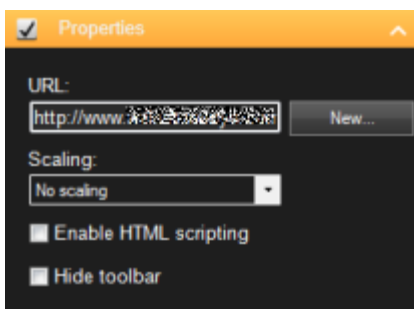 Properties
URL:
http://www.
New...
Scaling:
No scaling
Enable HTML scripting
Hide toolbar